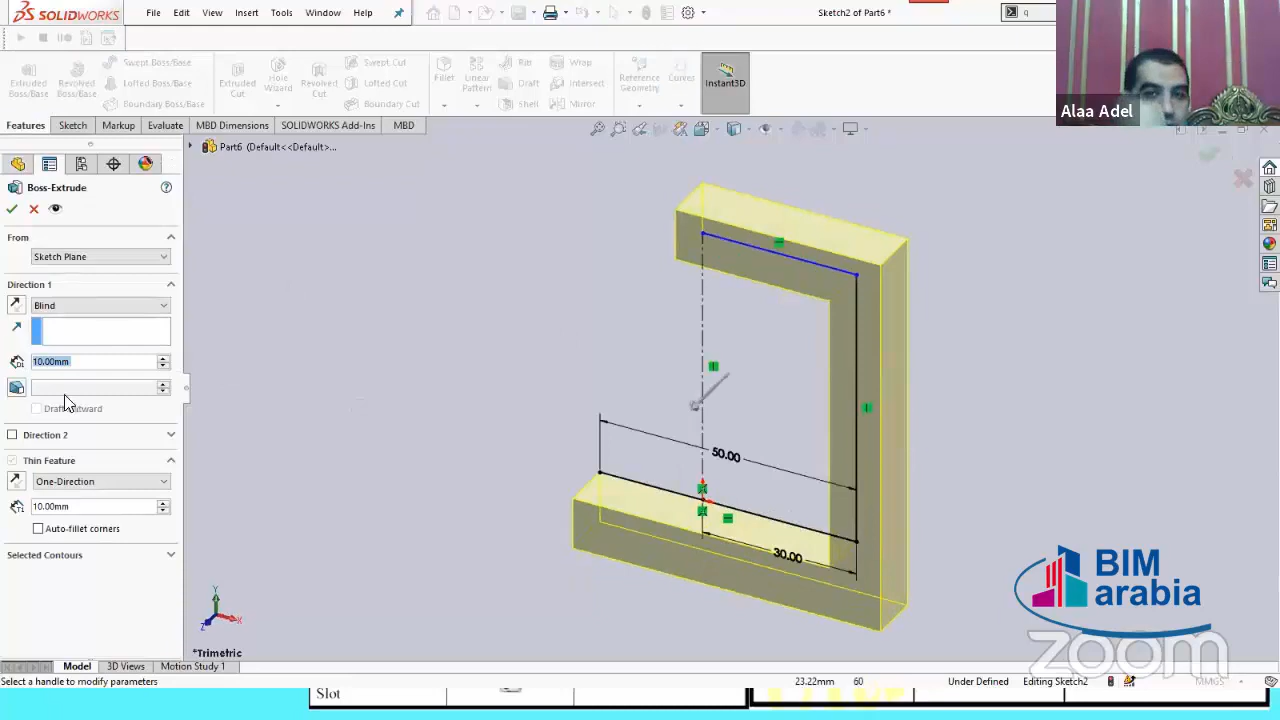 SOLIDWORKS
File
Edit
View
Insert
Tools
Window
Help
Sketch2 of Part6 *
q
Extruded Boss/Base
Revolved Boss/Base
Swept Boss/Base
Lofted Boss/Base
Boundary Boss/Base
Extruded Cut
Hole Wizard
Revolved Cut
Swept Cut
Lofted Cut
Boundary Cut
Fillet
Linear Pattern
Rib
Draft
Shell
Wrap
Intersect
Mirror
Reference Geometry
Curves
Instant3D
Alaa Adel
Features
Sketch
Markup
Evaluate
MBD Dimensions
SOLIDWORKS Add-Ins
MBD
Part6 (Default<<Default>...
Boss-Extrude
From
Sketch Plane
Direction 1
Blind
10.00mm
Draft outward
Direction 2
Thin Feature
One-Direction
10.00mm
Auto-fillet corners
Selected Contours
50.00
30.00
Y
X
Z
*Trimetric
BIM
arabia
zoom
Model
3D Views
Motion Study 1
Select a handle to modify parameters
23.22mm
60
Under Defined
Editing Sketch2
MMGS
Slot